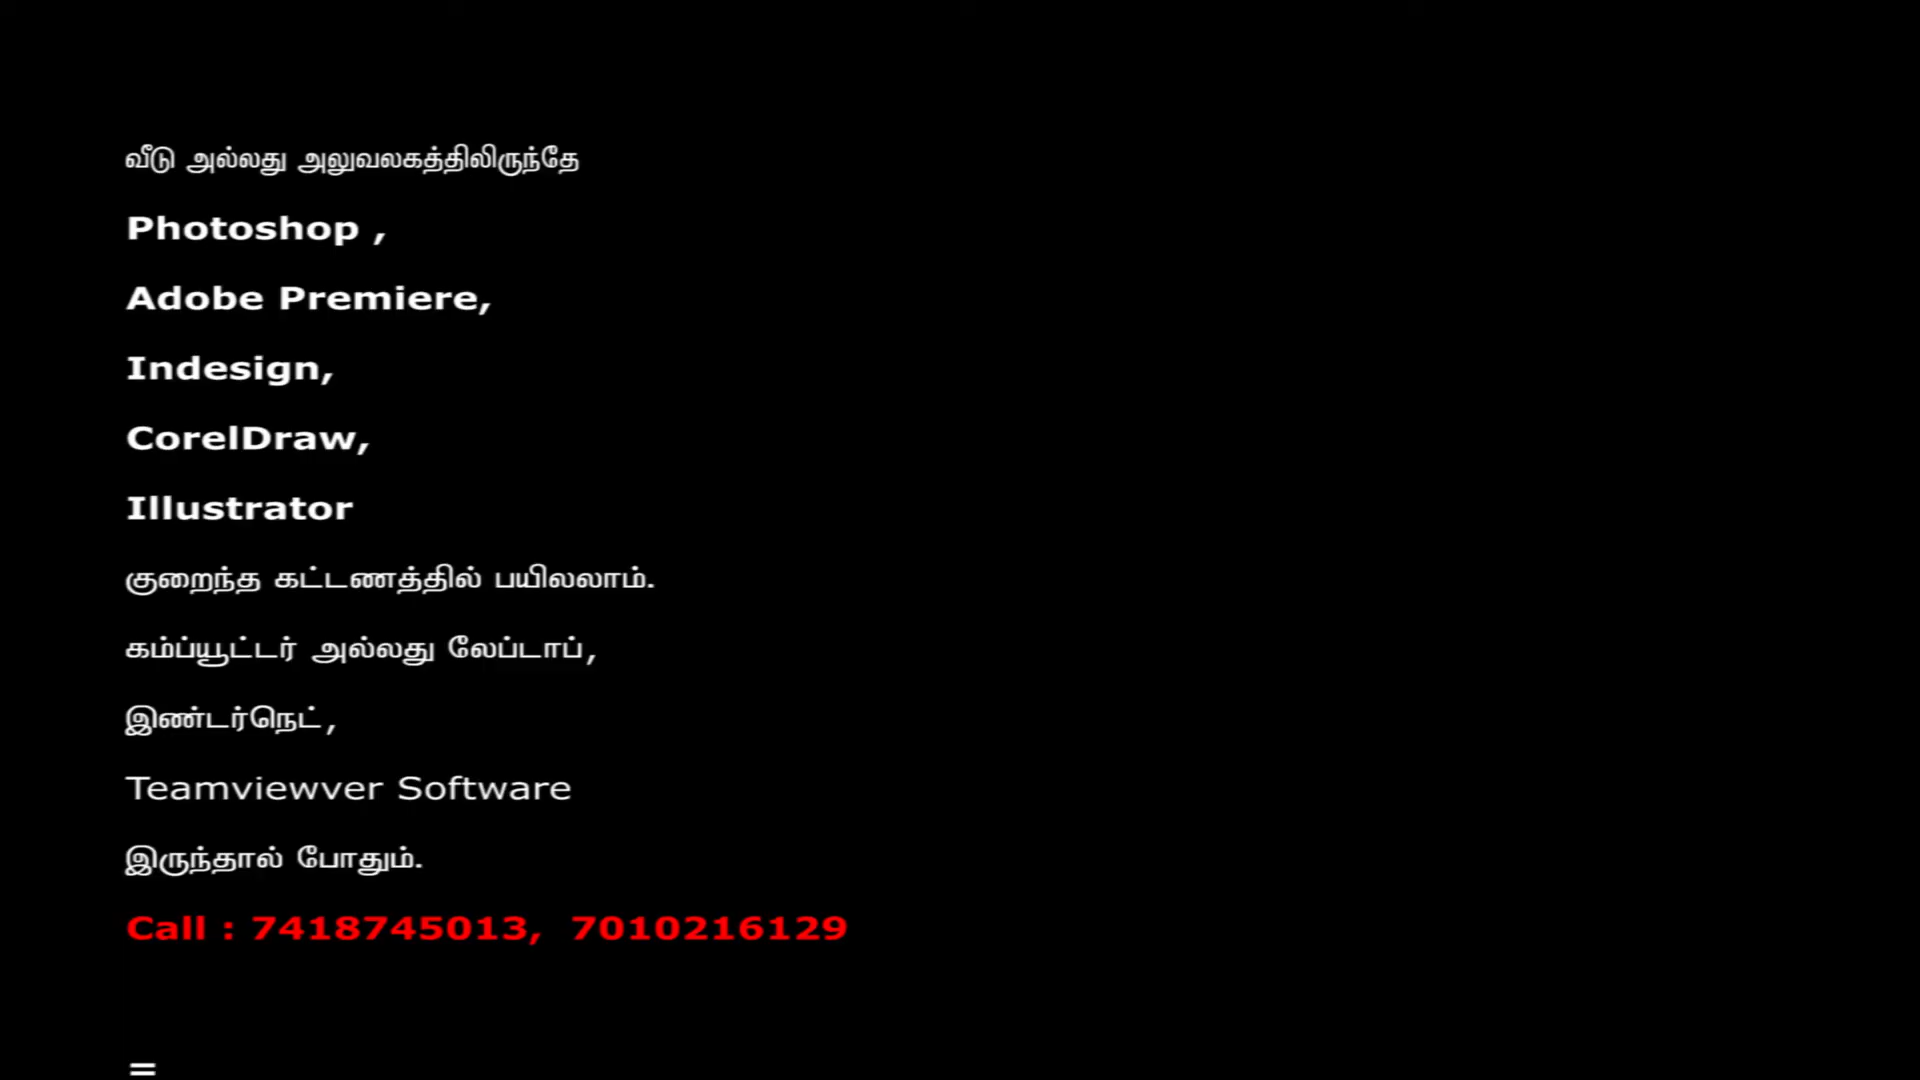 வீடு அல்லது அலுவலகத்திலிருந்தே
Photoshop ,
Adobe Premiere,
Indesign,
CorelDraw,
Illustrator
குறைந்த கட்டணத்தில் பயிலலாம்.
கம்ப்யூட்டர் அல்லது லேப்டாப்,
இண்டர்நெட்,
Teamviewver Software
இருந்தால் போதும்.
Call : 7418745013, 7010216129
=